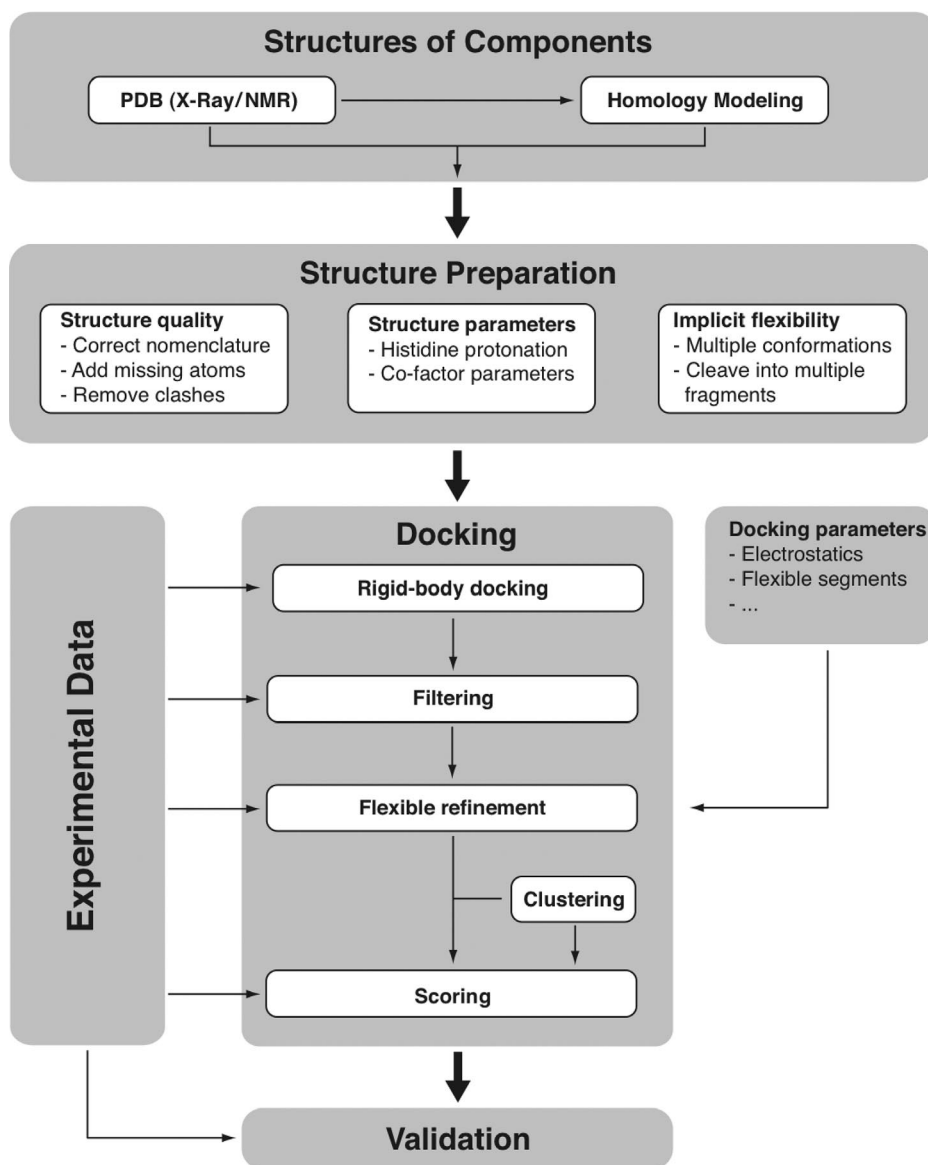 Structures of Components
PDB (X-Ray/NMR)
Homology Modeling
Structure Preparation
Structure quality
- Correct nomenclature
- Add missing atoms
- Remove clashes
Structure parameters
- Histidine protonation
- Co-factor parameters
Implicit flexibility
- Multiple conformations
- Cleave into multiple
fragments
Experimental Data
Docking
Rigid-body docking
Filtering
Flexible refinement
Clustering
Scoring
Docking parameters
- Electrostatics
- Flexible segments
- ...
Validation